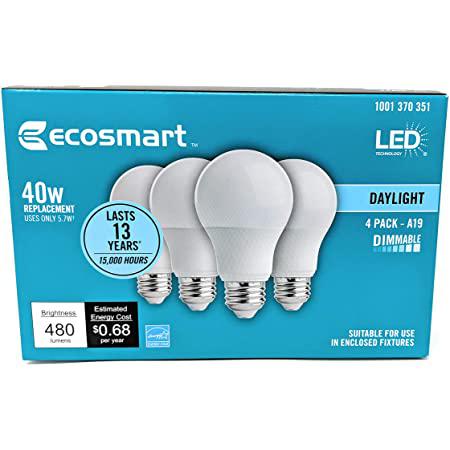 1001 370 351
ecosmart™
LED
TECHNOLOGY
40W
REPLACEMENT
USES ONLY 5.7W
DAYLIGHT
4 PACK - A19
DIMMABLE
LASTS
13
YEARS*
15,000 HOURS
Brightness
480
lumens
Estimated
Energy Cost
$0.68
per year
SUITABLE FOR USE
IN ENCLOSED FIXTURES